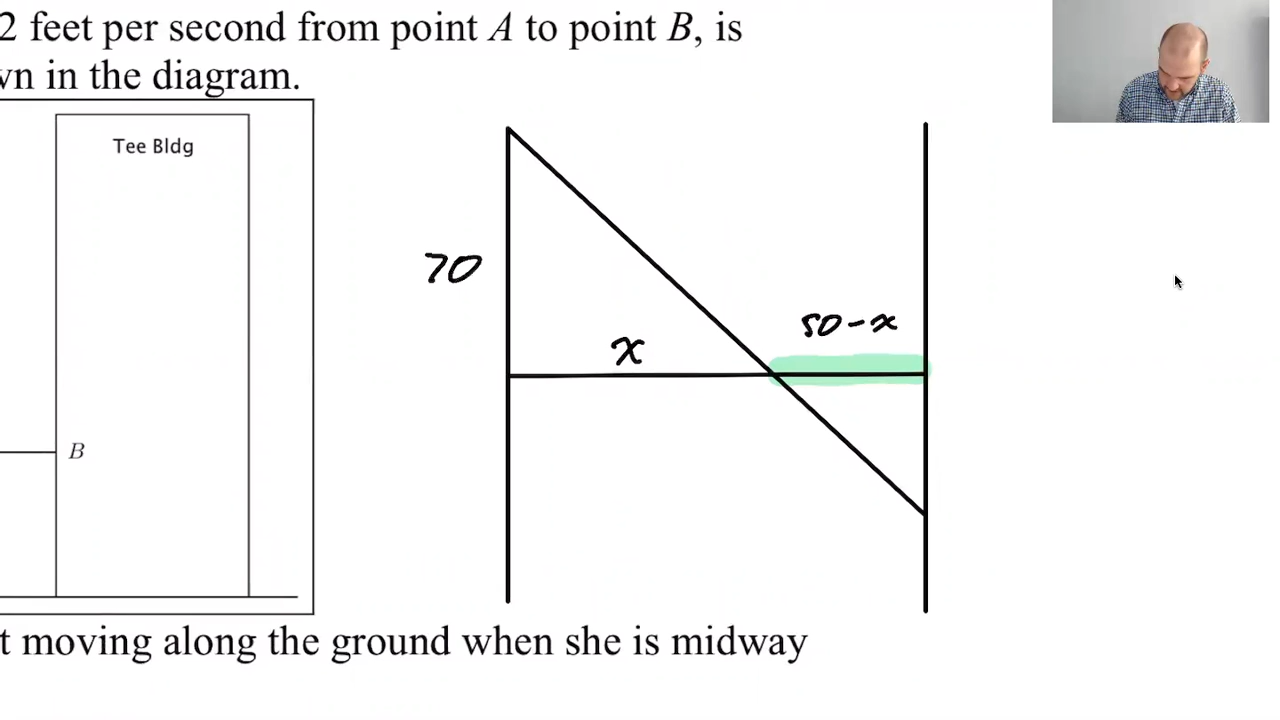 2 feet per second from point A to point B, is
wn in the diagram.
Tee Bldg
B
70
x
50-x
t moving along the ground when she is midway